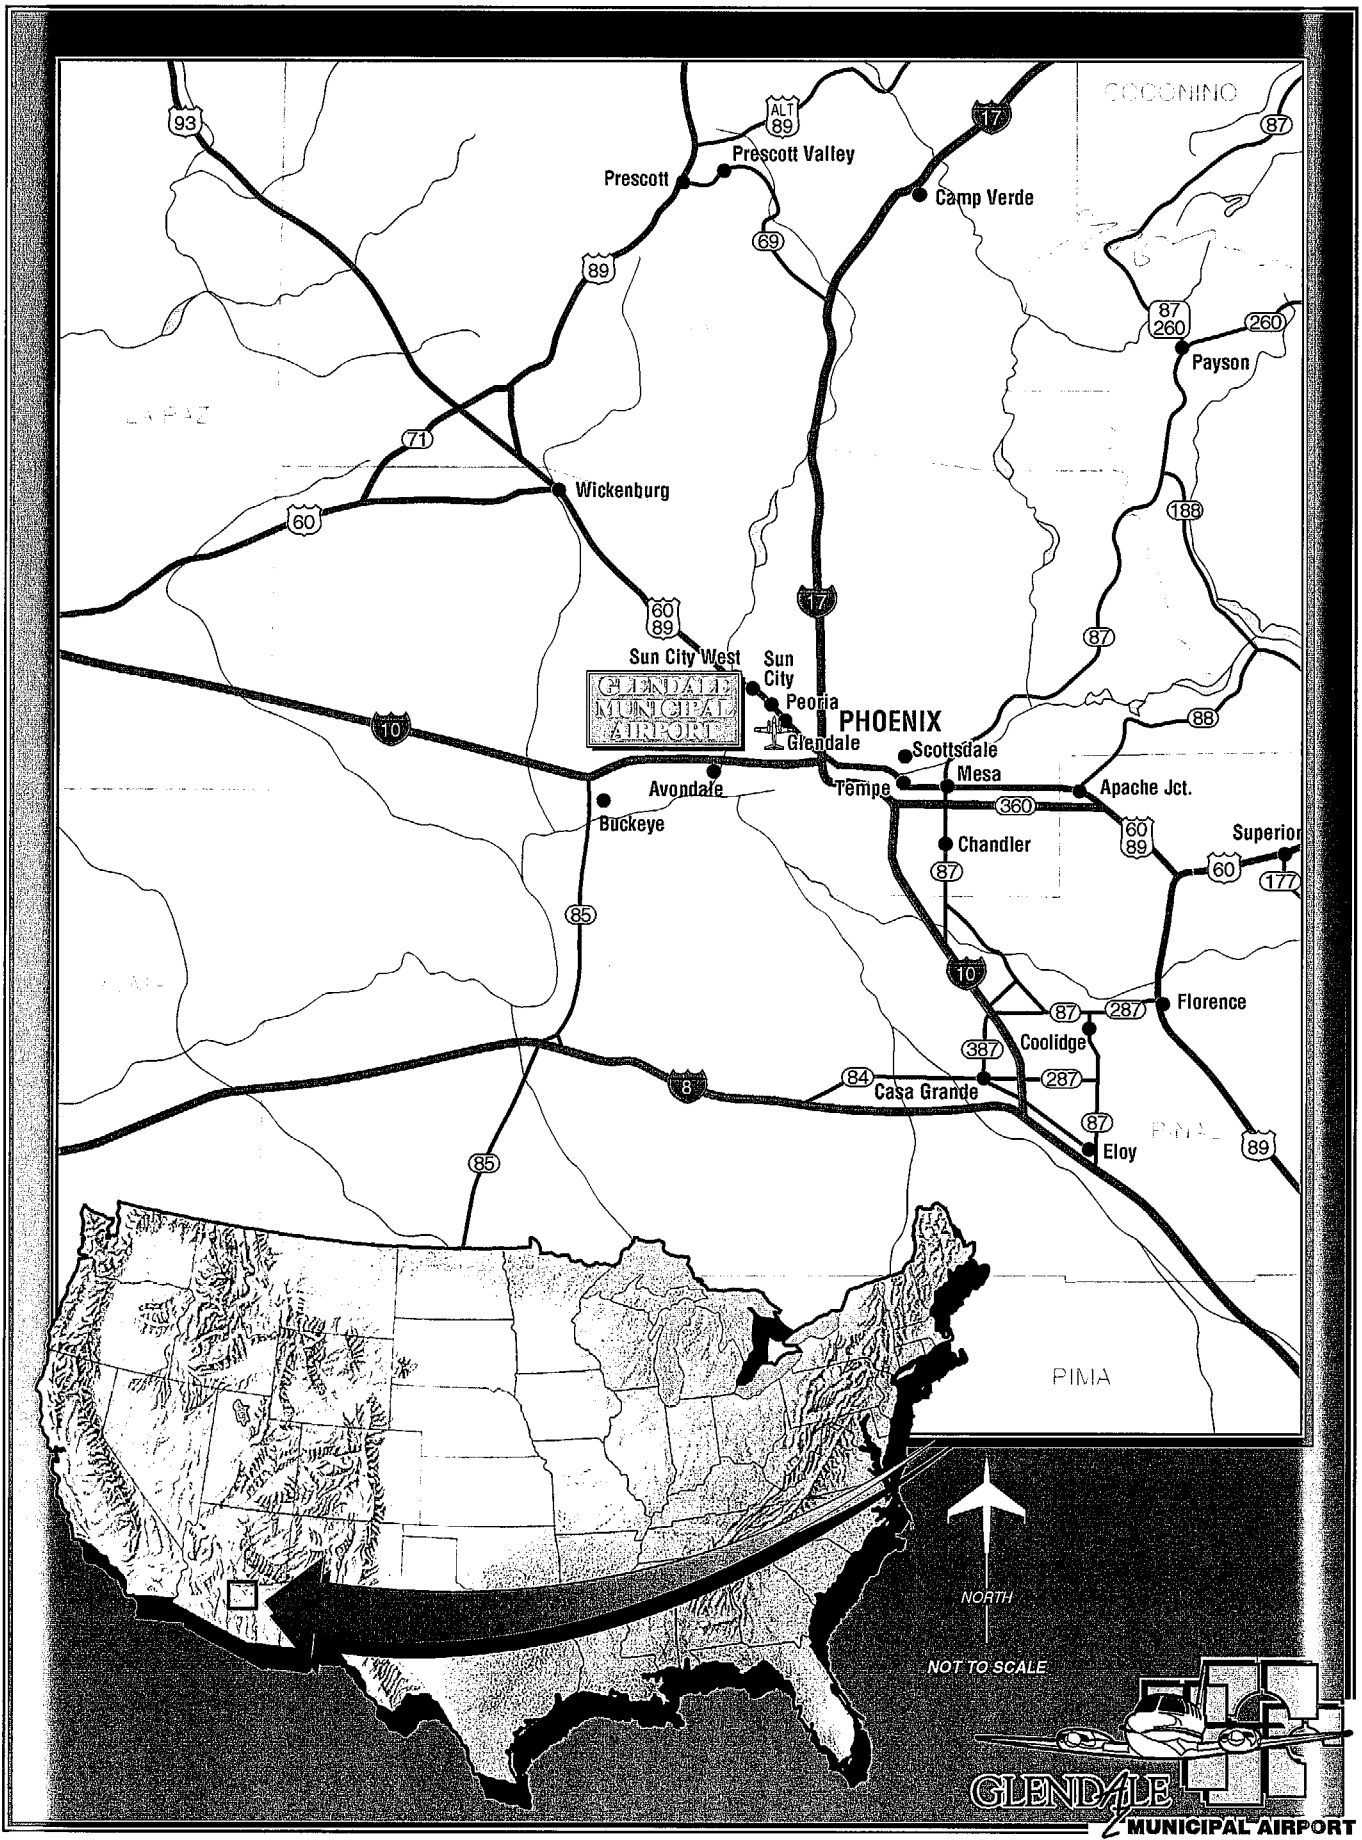 COCONINO
17
93
ALT
89
87
Prescott Valley
Prescott
Camp Verde
69
89
87
260
260
Payson
LA PAZ
71
Wickenburg
188
60
17
60
89
87
Sun City West
Sun
City
GLENDALE
MUNICIPAL
AIRPORT
Peoria
PHOENIX
88
10
Glendale
Scottsdale
Mesa
Avondale
Tempe
Apache Jct.
360
Buckeye
60
89
Superior
Chandler
87
60
177
85
10
Florence
87
287
Coolidge
387
84
287
8
Casa Grande
87
PINAL
89
Eloy
85
PIMA
NORTH
NOT TO SCALE
GLENDALE
MUNICIPAL AIRPORT